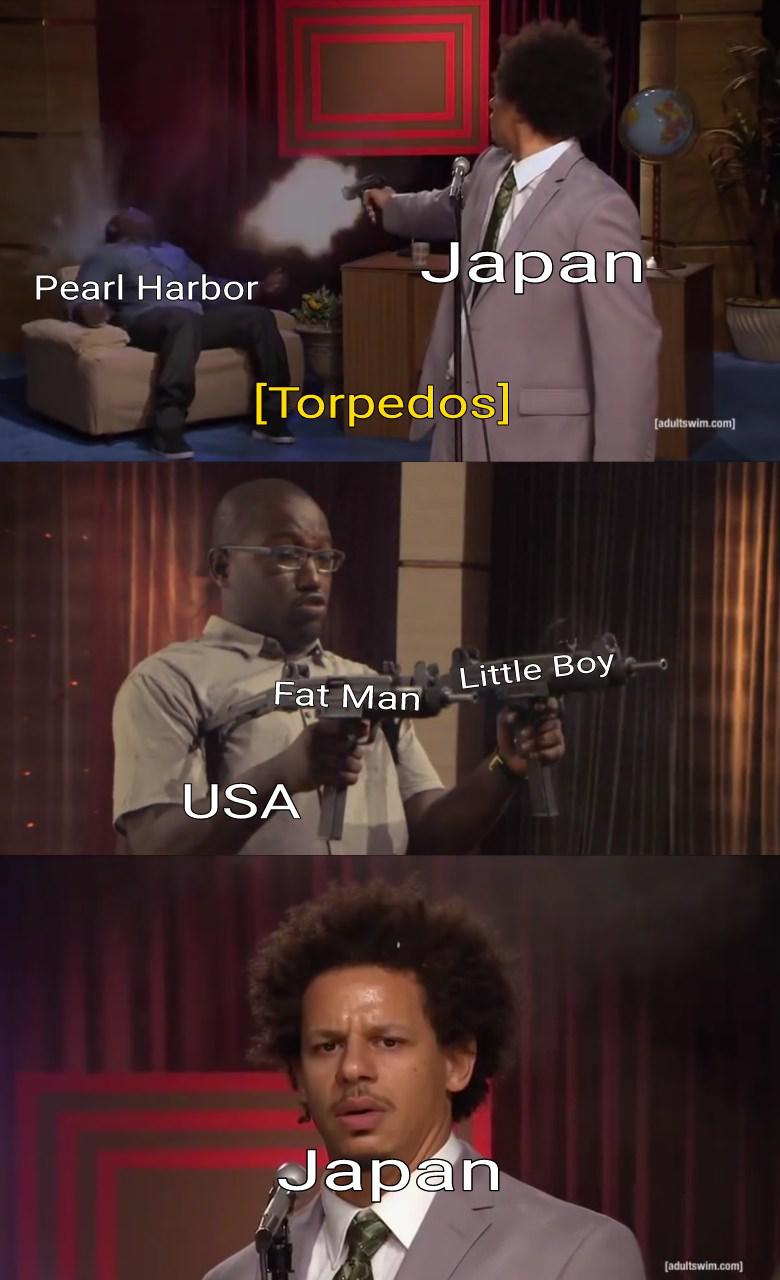 Japan
Pearl Harbor
[Torpedos]
[adultswim.com]
Little Boy
Fat Man
USA
Japan
[adultswim.com]